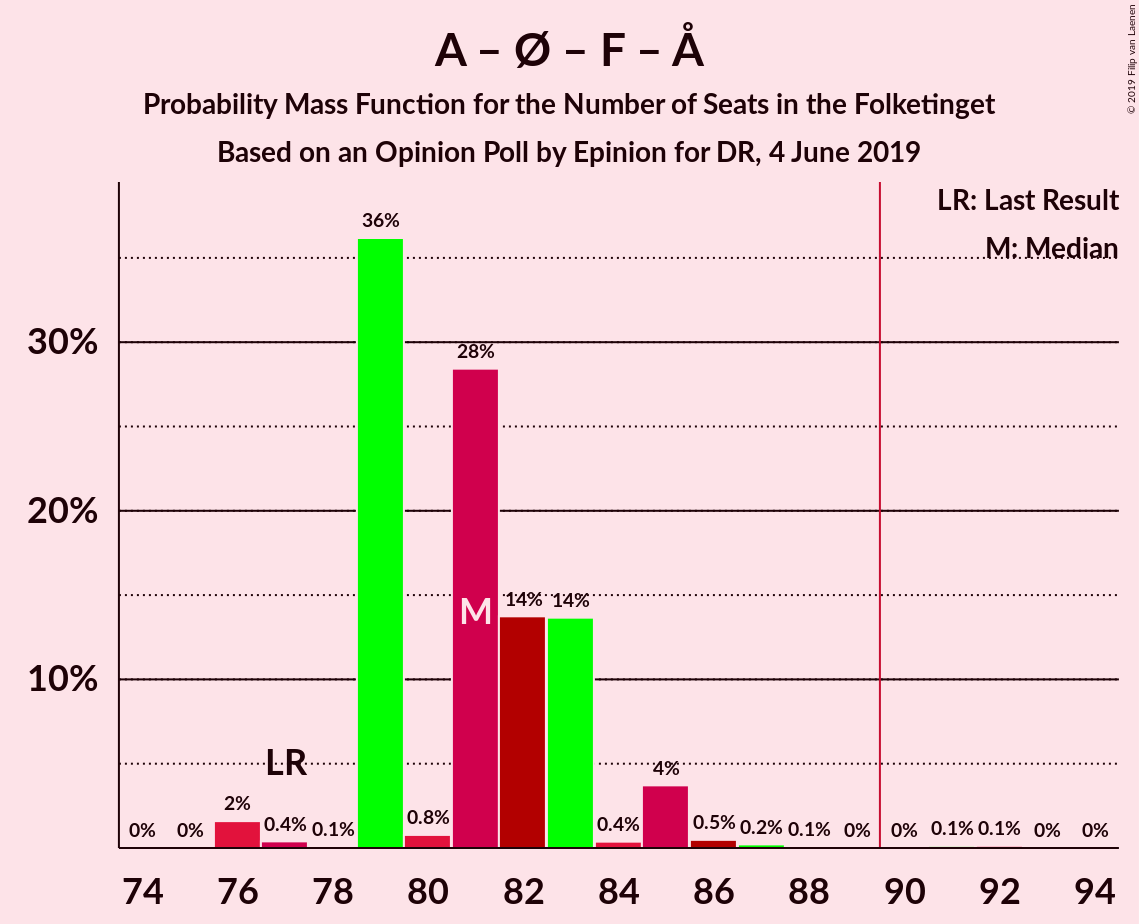 A – Ø – F – Å
Probability Mass Function for the Number of Seats in the Folketinget
Based on an Opinion Poll by Epinion for DR, 4 June 2019
© 2019 Filip van Laenen
LR: Last Result
M: Median
30%
20%
10%
0%
0%
2%
0.4%
0.1%
36%
0.8%
28%
14%
14%
0.4%
4%
0.5%
0.2%
0.1%
0%
0%
0.1%
0.1%
0%
0%
LR
M
74 76 78 80 82 84 86 88 90 92 94